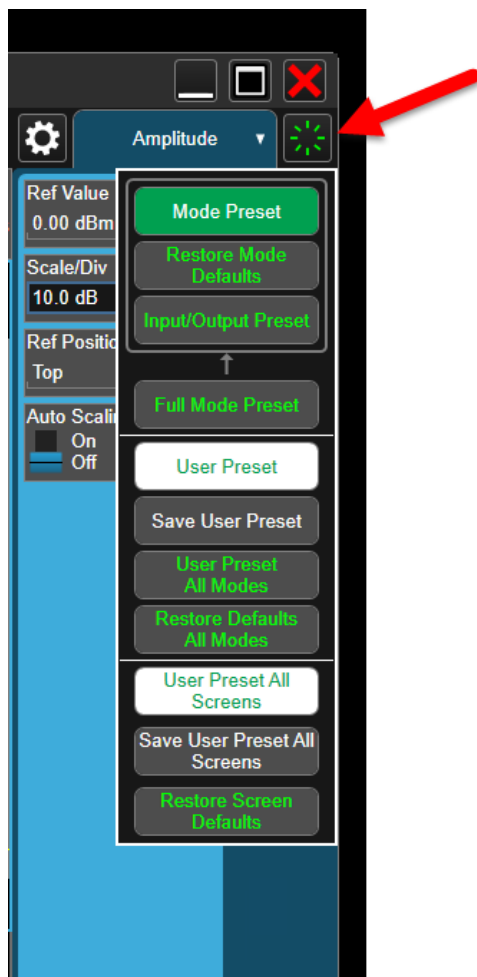 Amplitude
Ref Value
0.00 dBm
Scale/Div
10.0 dB
Ref
Top
Auto
On
Off
Mode Preset
Restore Mode
Defaults
Input/Output Preset
Full Mode Preset
User Preset
Save User Preset
User Preset
All Modes
Restore Defaults
All Modes
User Preset All
Screens
Save User Preset All
Screens
Restore Screen
Defaults